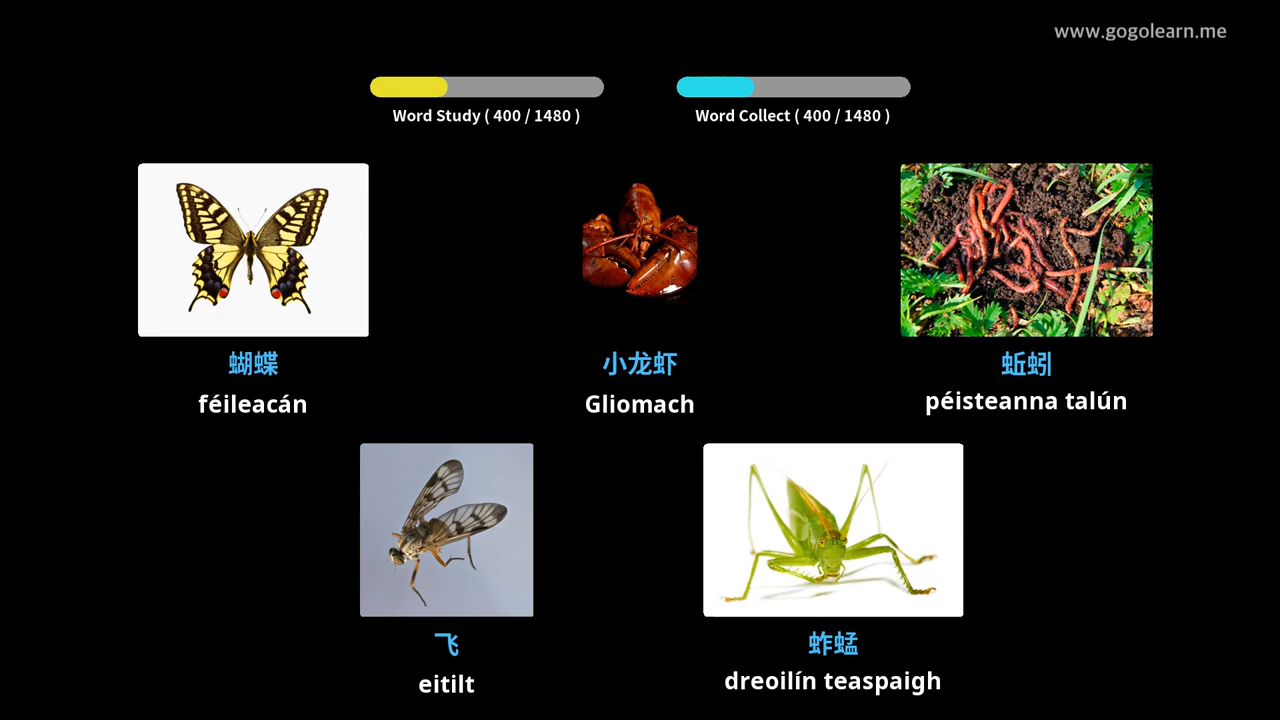 www.gogolearn.me
Word Study ( 400 / 1480 )
Word Collect ( 400 / 1480 )
蝴蝶
小龙虾
蚯蚓
féileacán
Gliomach
péisteanna talún
飞
蚱蜢
eitilt
dreoilín teaspaigh